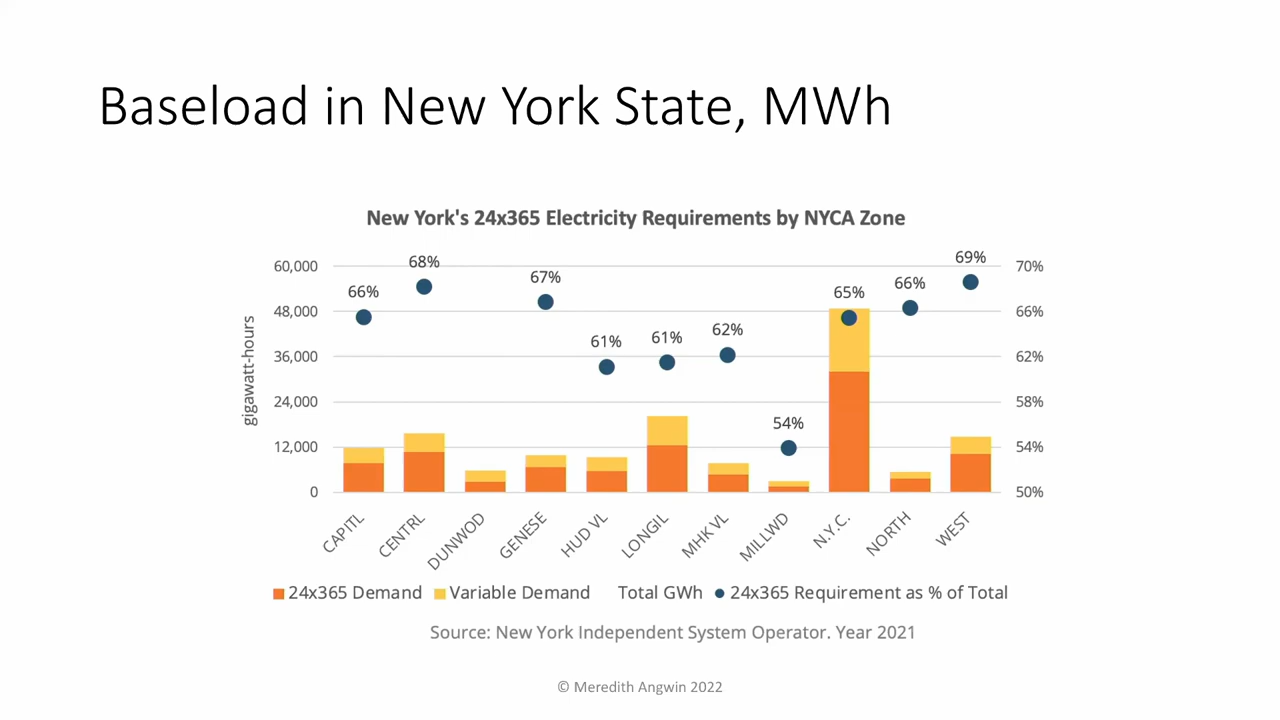 Baseload in New York State, MWh
New York's 24x365 Electricity Requirements by NYCA Zone
gigawatt-hours
60,000
48,000
36,000
24,000
12,000
0
70%
66%
62%
58%
54%
50%
66%
68%
67%
61%
61%
62%
54%
65%
66%
69%
CAPITL
CENTRL
DUNWOD
GENESE
HUD VL
LONGIL
MHK VL
MILLWD
N.Y.C.
NORTH
WEST
24x365 Demand Variable Demand Total GWh 24x365 Requirement as % of Total
Source: New York Independent System Operator. Year 2021
© Meredith Angwin 2022